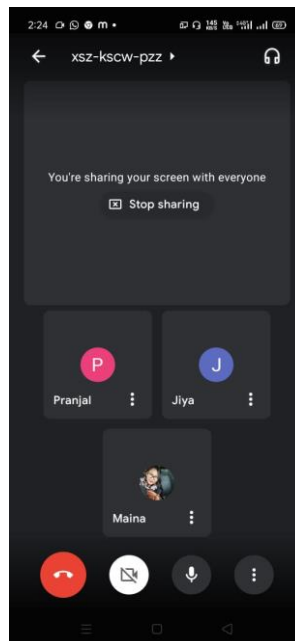 2:24
xsz-kscw-pzz
You're sharing your screen with everyone
Stop sharing
P
J
Pranjal
Jiya
Maina